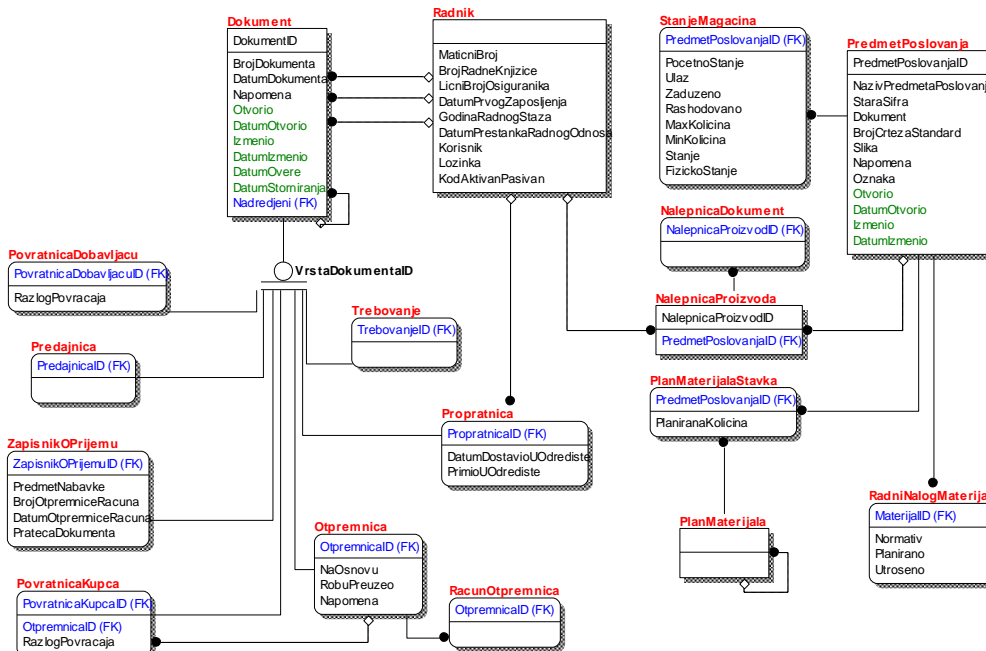 Dokument
DokumentID
BrojDokumenta
DatumDokumenta
Napomena
Otvorio
DatumOtvorio
Izmenio
DatumIzmenio
DatumOvere
DatumStorniranja
Nadredjeni (FK)
Radnik
MaticniBroj
BrojRadneKnjizice
LicniBrojOsiguranika
DatumPrvogZaposljenja
GodinaRadnogStaza
DatumPrestankaRadnogOdnosa
Korisnik
Lozinka
KodAktivanPasivan
StanjeMagacina
PredmetPoslovanjaID (FK)
PocetnoStanje
Ulaz
Zaduzeno
Rashodovano
MaxKolicina
MinKolicina
Stanje
FizickoStanje
PredmetPoslovanja
PredmetPoslovanjaID
NazivPredmetaPoslovanj
StaraSifra
Dokument
BrojCrtezaStandard
Slika
Napomena
Oznaka
Otvorio
DatumOtvorio
Izmenio
DatumIzmenio
NalepnicaDokument
NalepnicaProizvodID (FK)
PovratnicaDobavljacu
PovratnicaDobavljacuID (FK)
RazlogPovracaja
VrstaDokumentaID
Trebovanje
TrebovanjeID (FK)
NalepnicaProizvoda
NalepnicaProizvodID
PredmetPoslovanjaID (FK)
Predajnica
PredajnicaID (FK)
PlanMaterijalaStavka
PredmetPoslovanjaID (FK)
PlaniranaKolicina
Propratnica
PropratnicaID (FK)
DatumDostavioUOdrediste
PrimioUOdrediste
ZapisnikOPrijemu
ZapisnikOPrijemuID (FK)
PredmetNabavke
BrojOtpremniceRacuna
DatumOtpremniceRacuna
PratecaDokumenta
RadniNalogMaterija
MaterijalID (FK)
Normativ
Planirano
Utroseno
PlanMaterijala
Otpremnica
OtpremnicaID (FK)
NaOsnovu
RobuPreuzeo
Napomena
RacunOtpremnica
OtpremnicaID (FK)
PovratnicaKupca
PovratnicaKupcaID (FK)
OtpremnicaID (FK)
RazlogPovracaja